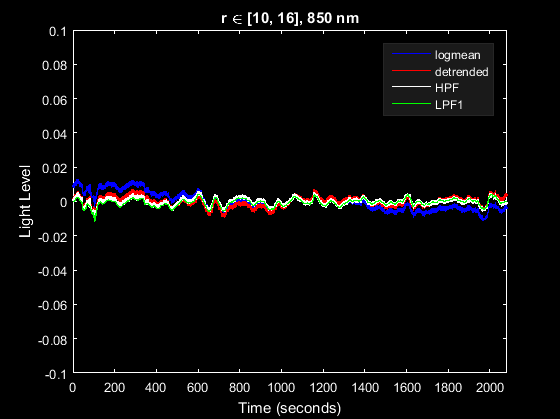 r ∈ [10, 16], 850 nm
0.1
0.08
0.06
0.04
0.02
0
-0.02
-0.04
-0.06
-0.08
-0.1
Light Level
logmean
detrended
HPF
LPF1
0 200 400 600 800 1000 1200 1400 1600 1800 2000
Time (seconds)